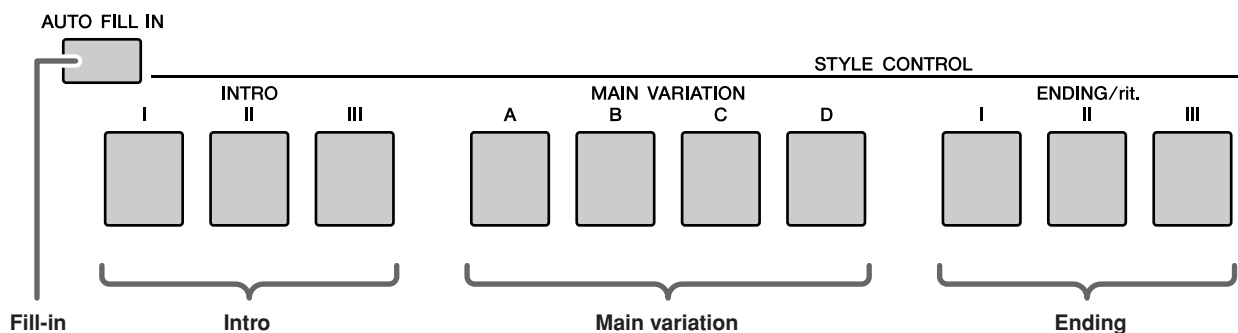 AUTO FILL IN
STYLE CONTROL
INTRO MAIN VARIATION ENDING/rit.
I II III A B C D I II III
Fill-in Intro Main variation Ending